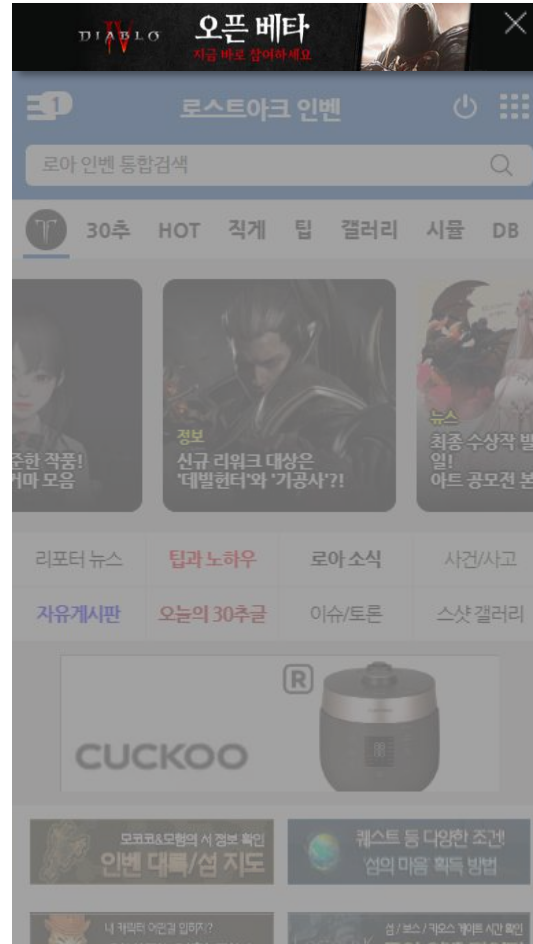 DIABLO
IV
오픈 베타
지금 바로 참여하세요
1
로스트아크 인벤
로아 인벤 통합검색
30추 HOT 직게 팁 갤러리 시뮬 DB
준한 작품!
커마 모음
정보
신규 리워크 대상은
'데빌헌터'와 '기공사'?!
뉴스
최종 수상작 발
일!
아트 공모전 본
리포터 뉴스 팁과 노하우 로아 소식 사건/사고
자유게시판 오늘의 30추글 이슈/토론 스샷 갤러리
R
CUCKOO
모코코&모험의 서 정보 확인
인벤 대륙/섬 지도
퀘스트 등 다양한 조건!
'섬의 마음' 획득 방법
내 캐릭터 어떤걸 입히지?
섬 / 보스 / 카오스 게이트 시간 확인